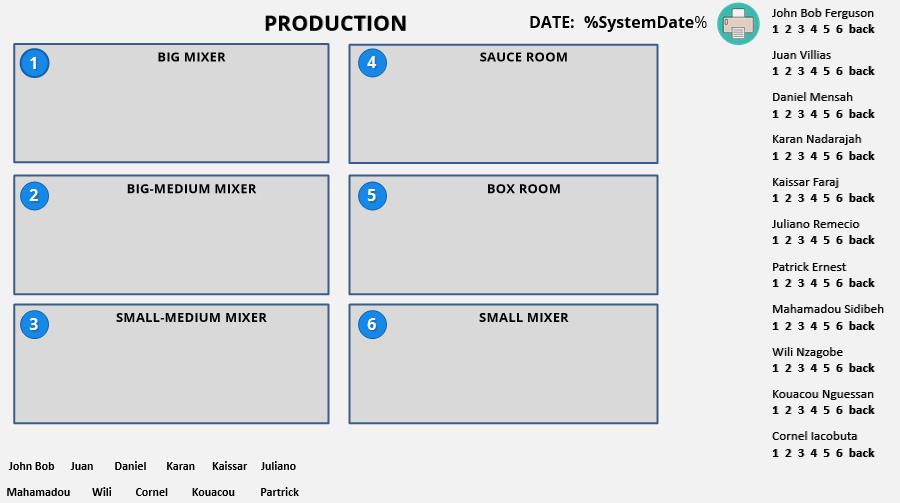 PRODUCTION
DATE: %SystemDate%
1 BIG MIXER
4 SAUCE ROOM
2 BIG-MEDIUM MIXER
5 BOX ROOM
3 SMALL-MEDIUM MIXER
6 SMALL MIXER
John Bob Juan Daniel Karan Kaissar Juliano
Mahamadou Wili Cornel Kouacou Partrick
John Bob Ferguson
1 2 3 4 5 6 back
Juan Villias
1 2 3 4 5 6 back
Daniel Mensah
1 2 3 4 5 6 back
Karan Nadarajah
1 2 3 4 5 6 back
Kaissar Faraj
1 2 3 4 5 6 back
Juliano Remecio
1 2 3 4 5 6 back
Patrick Ernest
1 2 3 4 5 6 back
Mahamadou Sidibeh
1 2 3 4 5 6 back
Wili Nzagobe
1 2 3 4 5 6 back
Kouacou Nguessan
1 2 3 4 5 6 back
Cornel Iacobuta
1 2 3 4 5 6 back